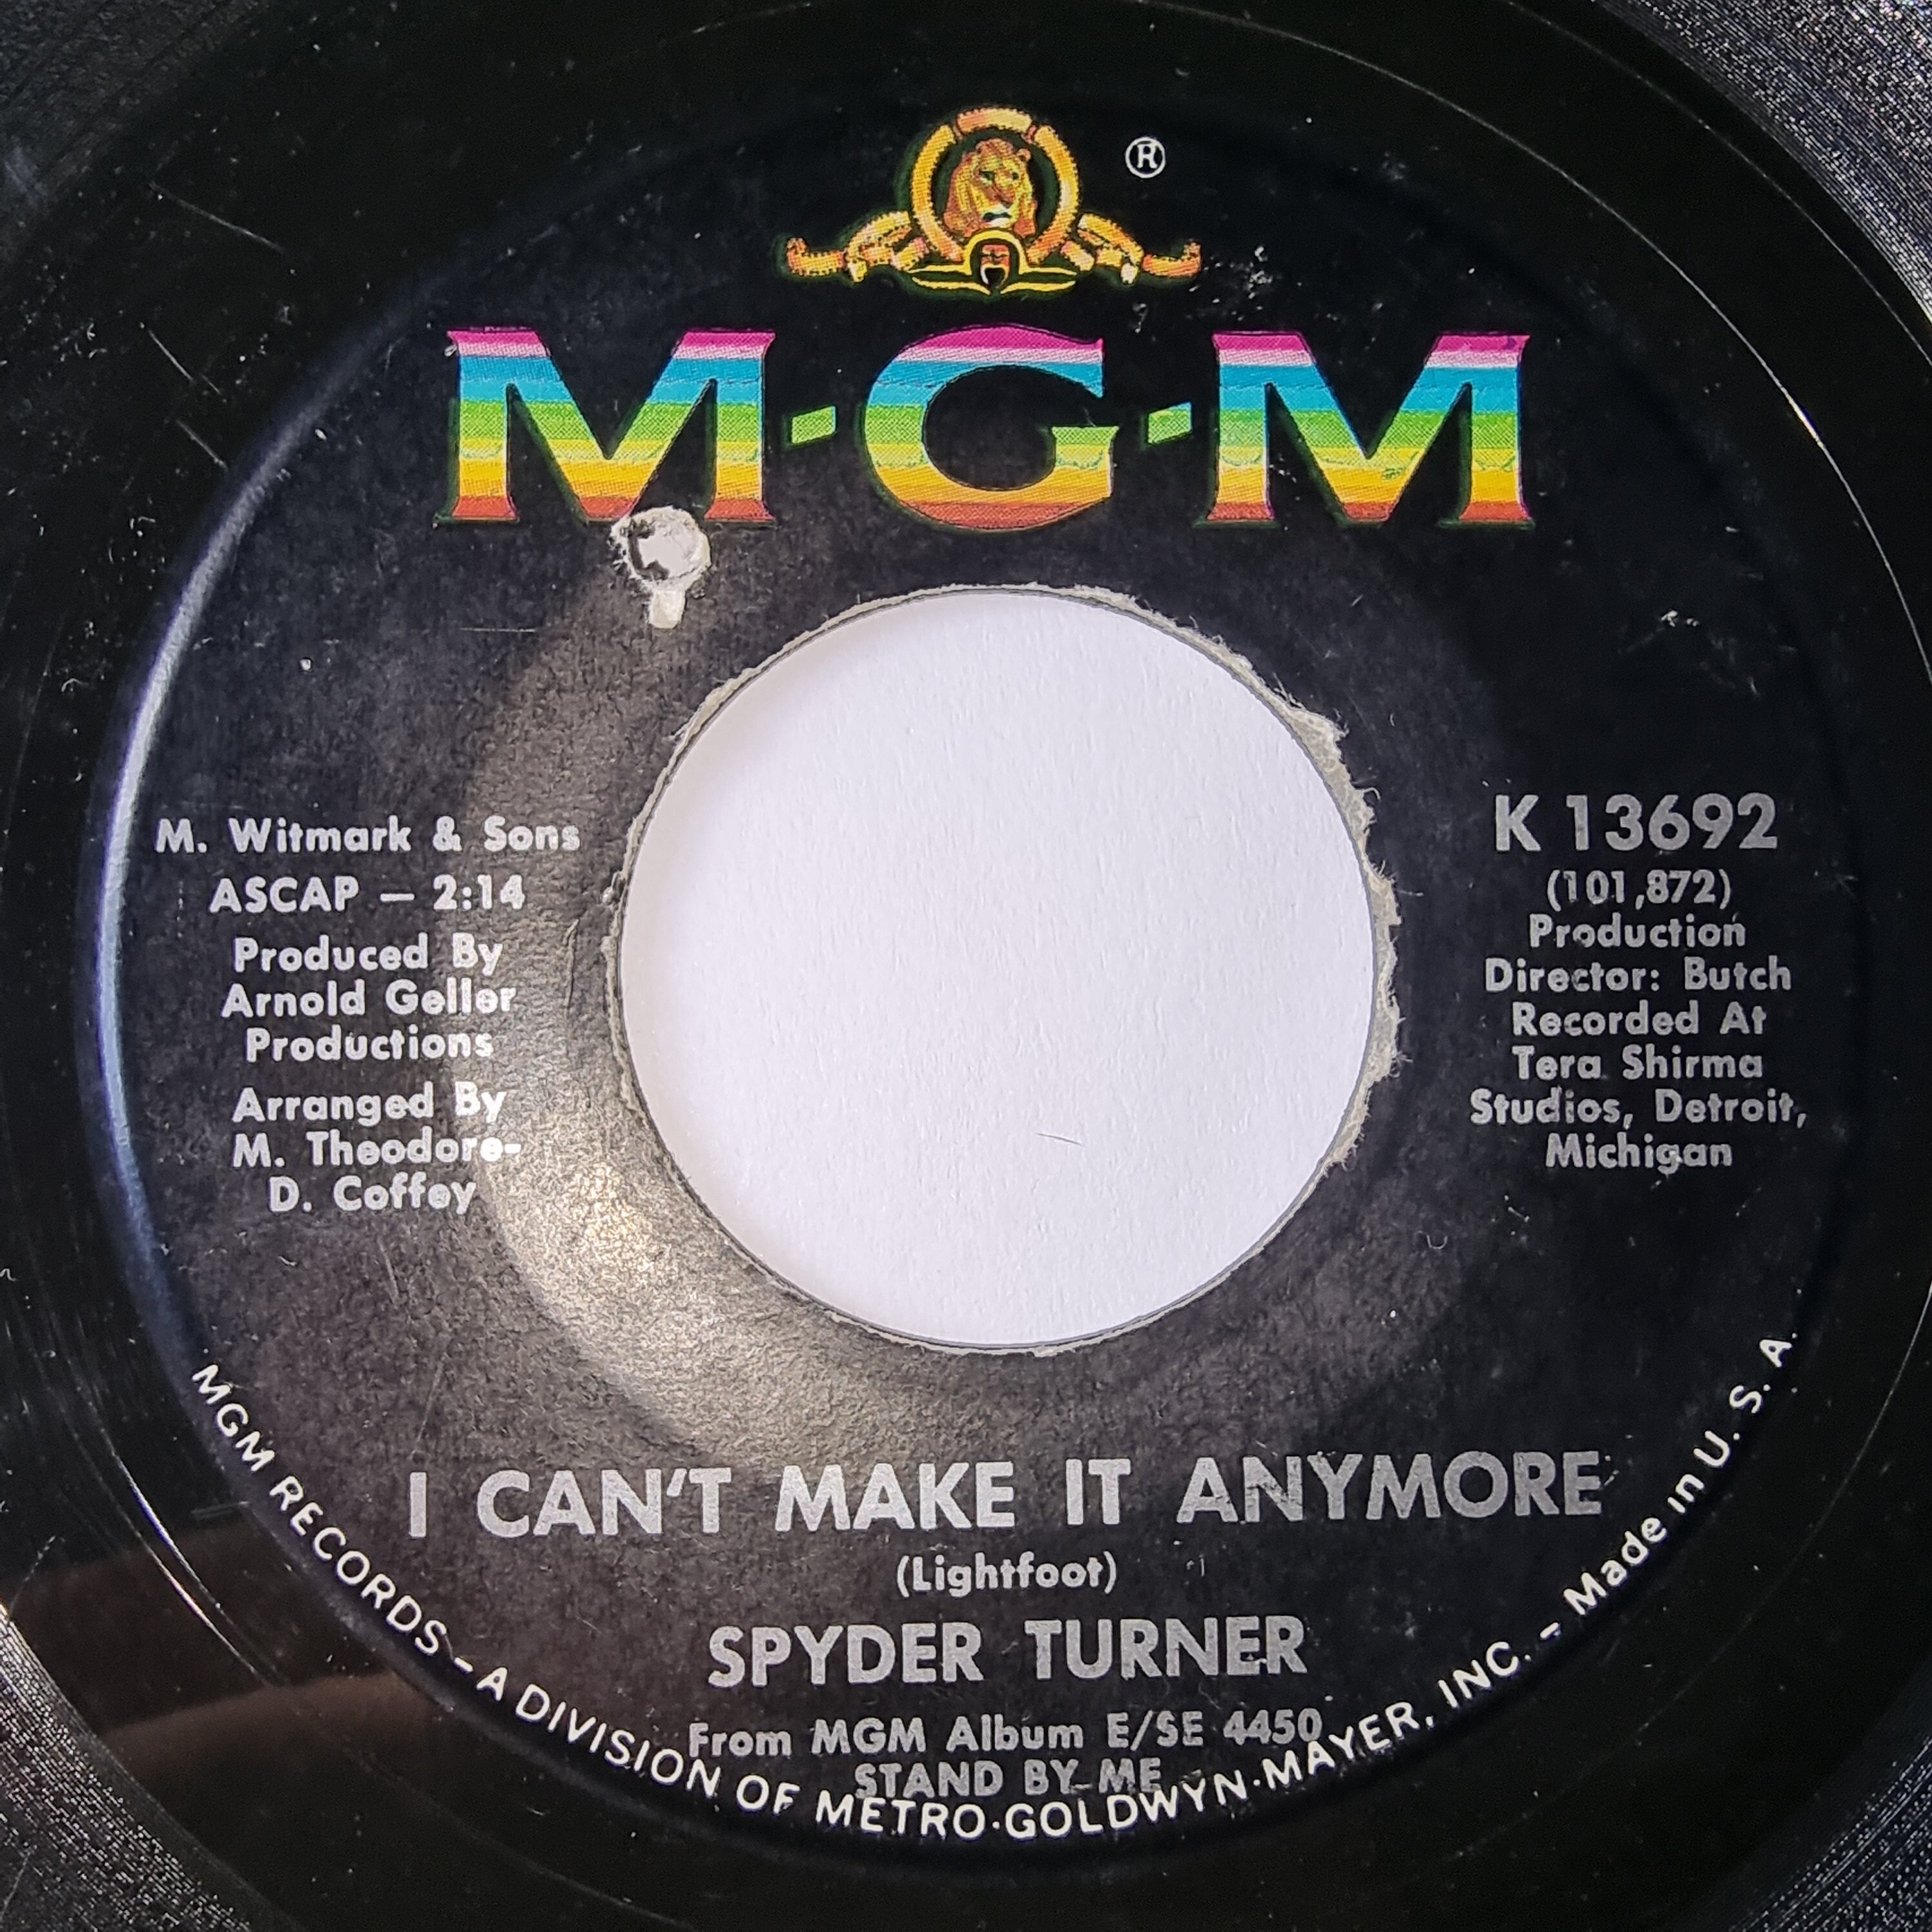 ®
M·G·M
M. Witmark & Sons
ASCAP – 2:14
Produced By
Arnold Geller
Productions
Arranged By
M. Theodore-
D. Coffey
K 13692
(101,872)
Production
Director: Butch
Recorded At
Tera Shirma
Studios, Detroit,
Michigan
I CAN'T MAKE IT ANYMORE
(Lightfoot)
SPYDER TURNER
From MGM Album E/SE 4450
STAND BY ME
MGM RECORDS – A DIVISION OF METRO·GOLDWYN·MAYER, INC. – Made in U. S. A.